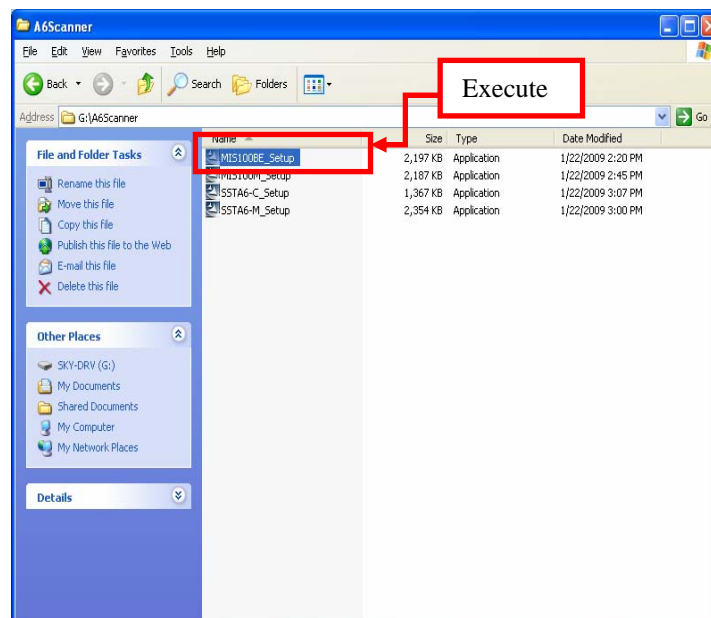 A6Scanner
File Edit View Favorites Tools Help
Back Search Folders
Execute
Address G:\A6Scanner Go
Name Size Type Date Modified
File and Folder Tasks
MIS100BE_Setup 2,197 KB Application 1/22/2009 2:20 PM
MIS100M_Setup 2,187 KB Application 1/22/2009 2:45 PM
SSTA6-C_Setup 1,367 KB Application 1/22/2009 3:07 PM
SSTA6-M_Setup 2,354 KB Application 1/22/2009 3:00 PM
Rename this file
Move this file
Copy this file
Publish this file to the Web
E-mail this file
Delete this file
Other Places
SKY-DRV (G:)
My Documents
Shared Documents
My Computer
My Network Places
Details